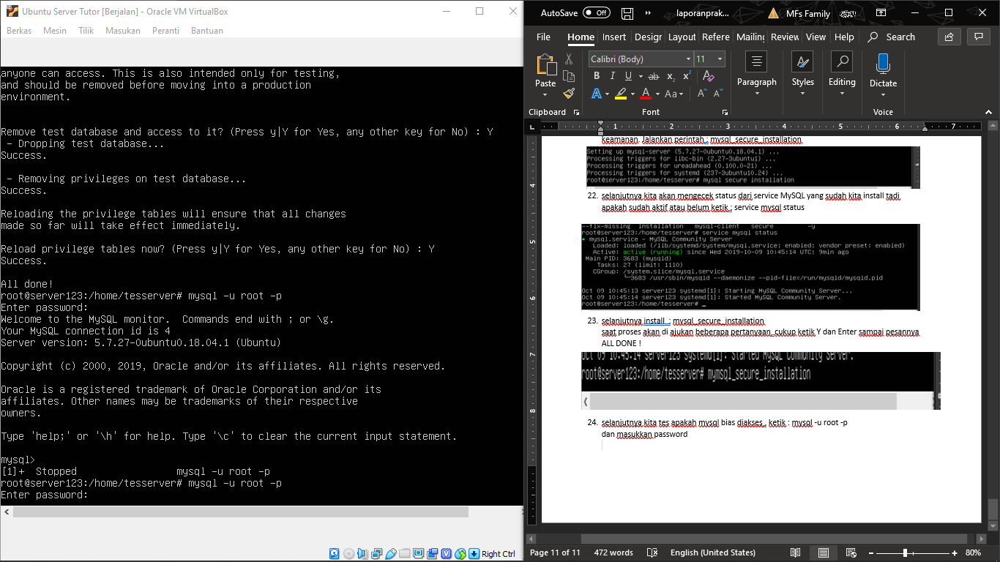 Ubuntu Server Tutor [Berjalan] - Oracle VM VirtualBox
Berkas Mesin Tilik Masukan Peranti Bantuan
anyone can access. This is also intended only for testing,
and should be removed before moving into a production
environment.
Remove test database and access to it? (Press y|Y for Yes, any other key for No) : Y
- Dropping test database...
Success.
- Removing privileges on test database...
Success.
Reloading the privilege tables will ensure that all changes
made so far will take effect immediately.
Reload privilege tables now? (Press y|Y for Yes, any other key for No) : Y
Success.
All done!
root@server123:/home/tesserver# mysql -u root -p
Enter password:
Welcome to the MySQL monitor.  Commands end with ; or \g.
Your MySQL connection id is 4
Server version: 5.7.27-0ubuntu0.18.04.1 (Ubuntu)
Copyright (c) 2000, 2019, Oracle and/or its affiliates. All rights reserved.
Oracle is a registered trademark of Oracle Corporation and/or its
affiliates. Other names may be trademarks of their respective
owners.
Type 'help;' or '\h' for help. Type '\c' to clear the current input statement.
mysql>
[1]+  Stopped                 mysql -u root -p
root@server123:/home/tesserver# mysql -u root -p
Enter password:
Right Ctrl
AutoSave Off laporanprak... MFs Family
File Home Insert Design Layout Refere Mailing Review View Help Search
Calibri (Body) 11
Paste
B I U ab x₂ x²
A A Aa A A
Paragraph Styles Editing Dictate
Clipboard Font Voice
1 2 3 4 5 6 7
4
5
6
7
8
keamanan. Jalankan perintah : mysql_secure_installation
Setting up mysql-server (5.7.27-0ubuntu0.18.04.1) ...
Processing triggers for libc-bin (2.27-3ubuntu1) ...
Processing triggers for ureadahead (0.100.0-21) ...
Processing triggers for systemd (237-3ubuntu10.24) ...
root@server123:/home/tesserver# mysql secure installation
22. selanjutnya kita akan mengecek status dari service MySQL yang sudah kita install tadi
apakah sudah aktif atau belum ketik : service mysql status
--fix-missing  installation  mysql-client  secure  -y
root@server123:/home/tesserver# service mysql status
● mysql.service - MySQL Community Server
Loaded: loaded (/lib/systemd/system/mysql.service; enabled; vendor preset: enabled)
Active: active (running) since Wed 2019-10-09 10:45:14 UTC; 9min ago
Main PID: 3683 (mysqld)
Tasks: 27 (limit: 1110)
CGroup: /system.slice/mysql.service
└─3683 /usr/sbin/mysqld --daemonize --pid-file=/run/mysqld/mysqld.pid
Oct 09 10:45:13 server123 systemd[1]: Starting MySQL Community Server...
Oct 09 10:45:14 server123 systemd[1]: Started MySQL Community Server.
root@server123:/home/tesserver# _
23. selanjutnya install : mysql_secure_installation
saat proses akan di ajukan beberapa pertanyaan, cukup ketik Y dan Enter sampai pesannya
ALL DONE !
Oct 09 10:45:14 server123 systemd[1]: Started MySQL Community Server.
root@server123:/home/tesserver# mymsql_secure_installation
24. selanjutnya kita tes apakah mysql bias diakses , ketik : mysql -u root -p
dan masukkan password
Page 11 of 11 472 words English (United States) 80%